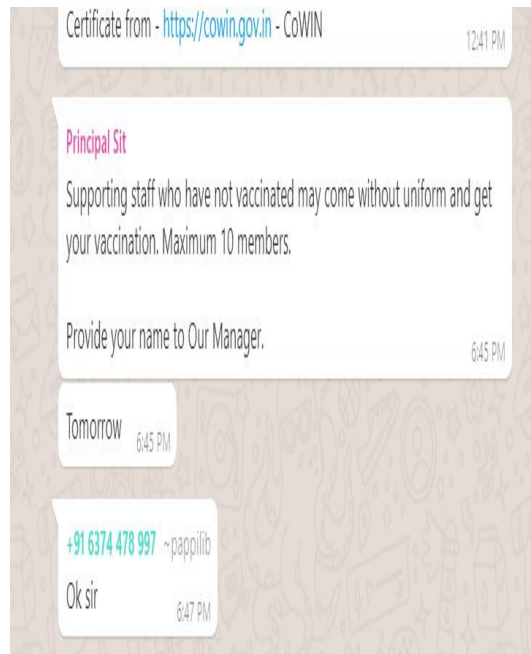 Certificate from - https://cowin.gov.in - CoWIN
12:41 PM
Principal Sit
Supporting staff who have not vaccinated may come without uniform and get
your vaccination. Maximum 10 members.
Provide your name to Our Manager.
6:45 PM
Tomorrow 6:45 PM
+91 6374 478 997 ~pappilib
Ok sir
6:47 PM